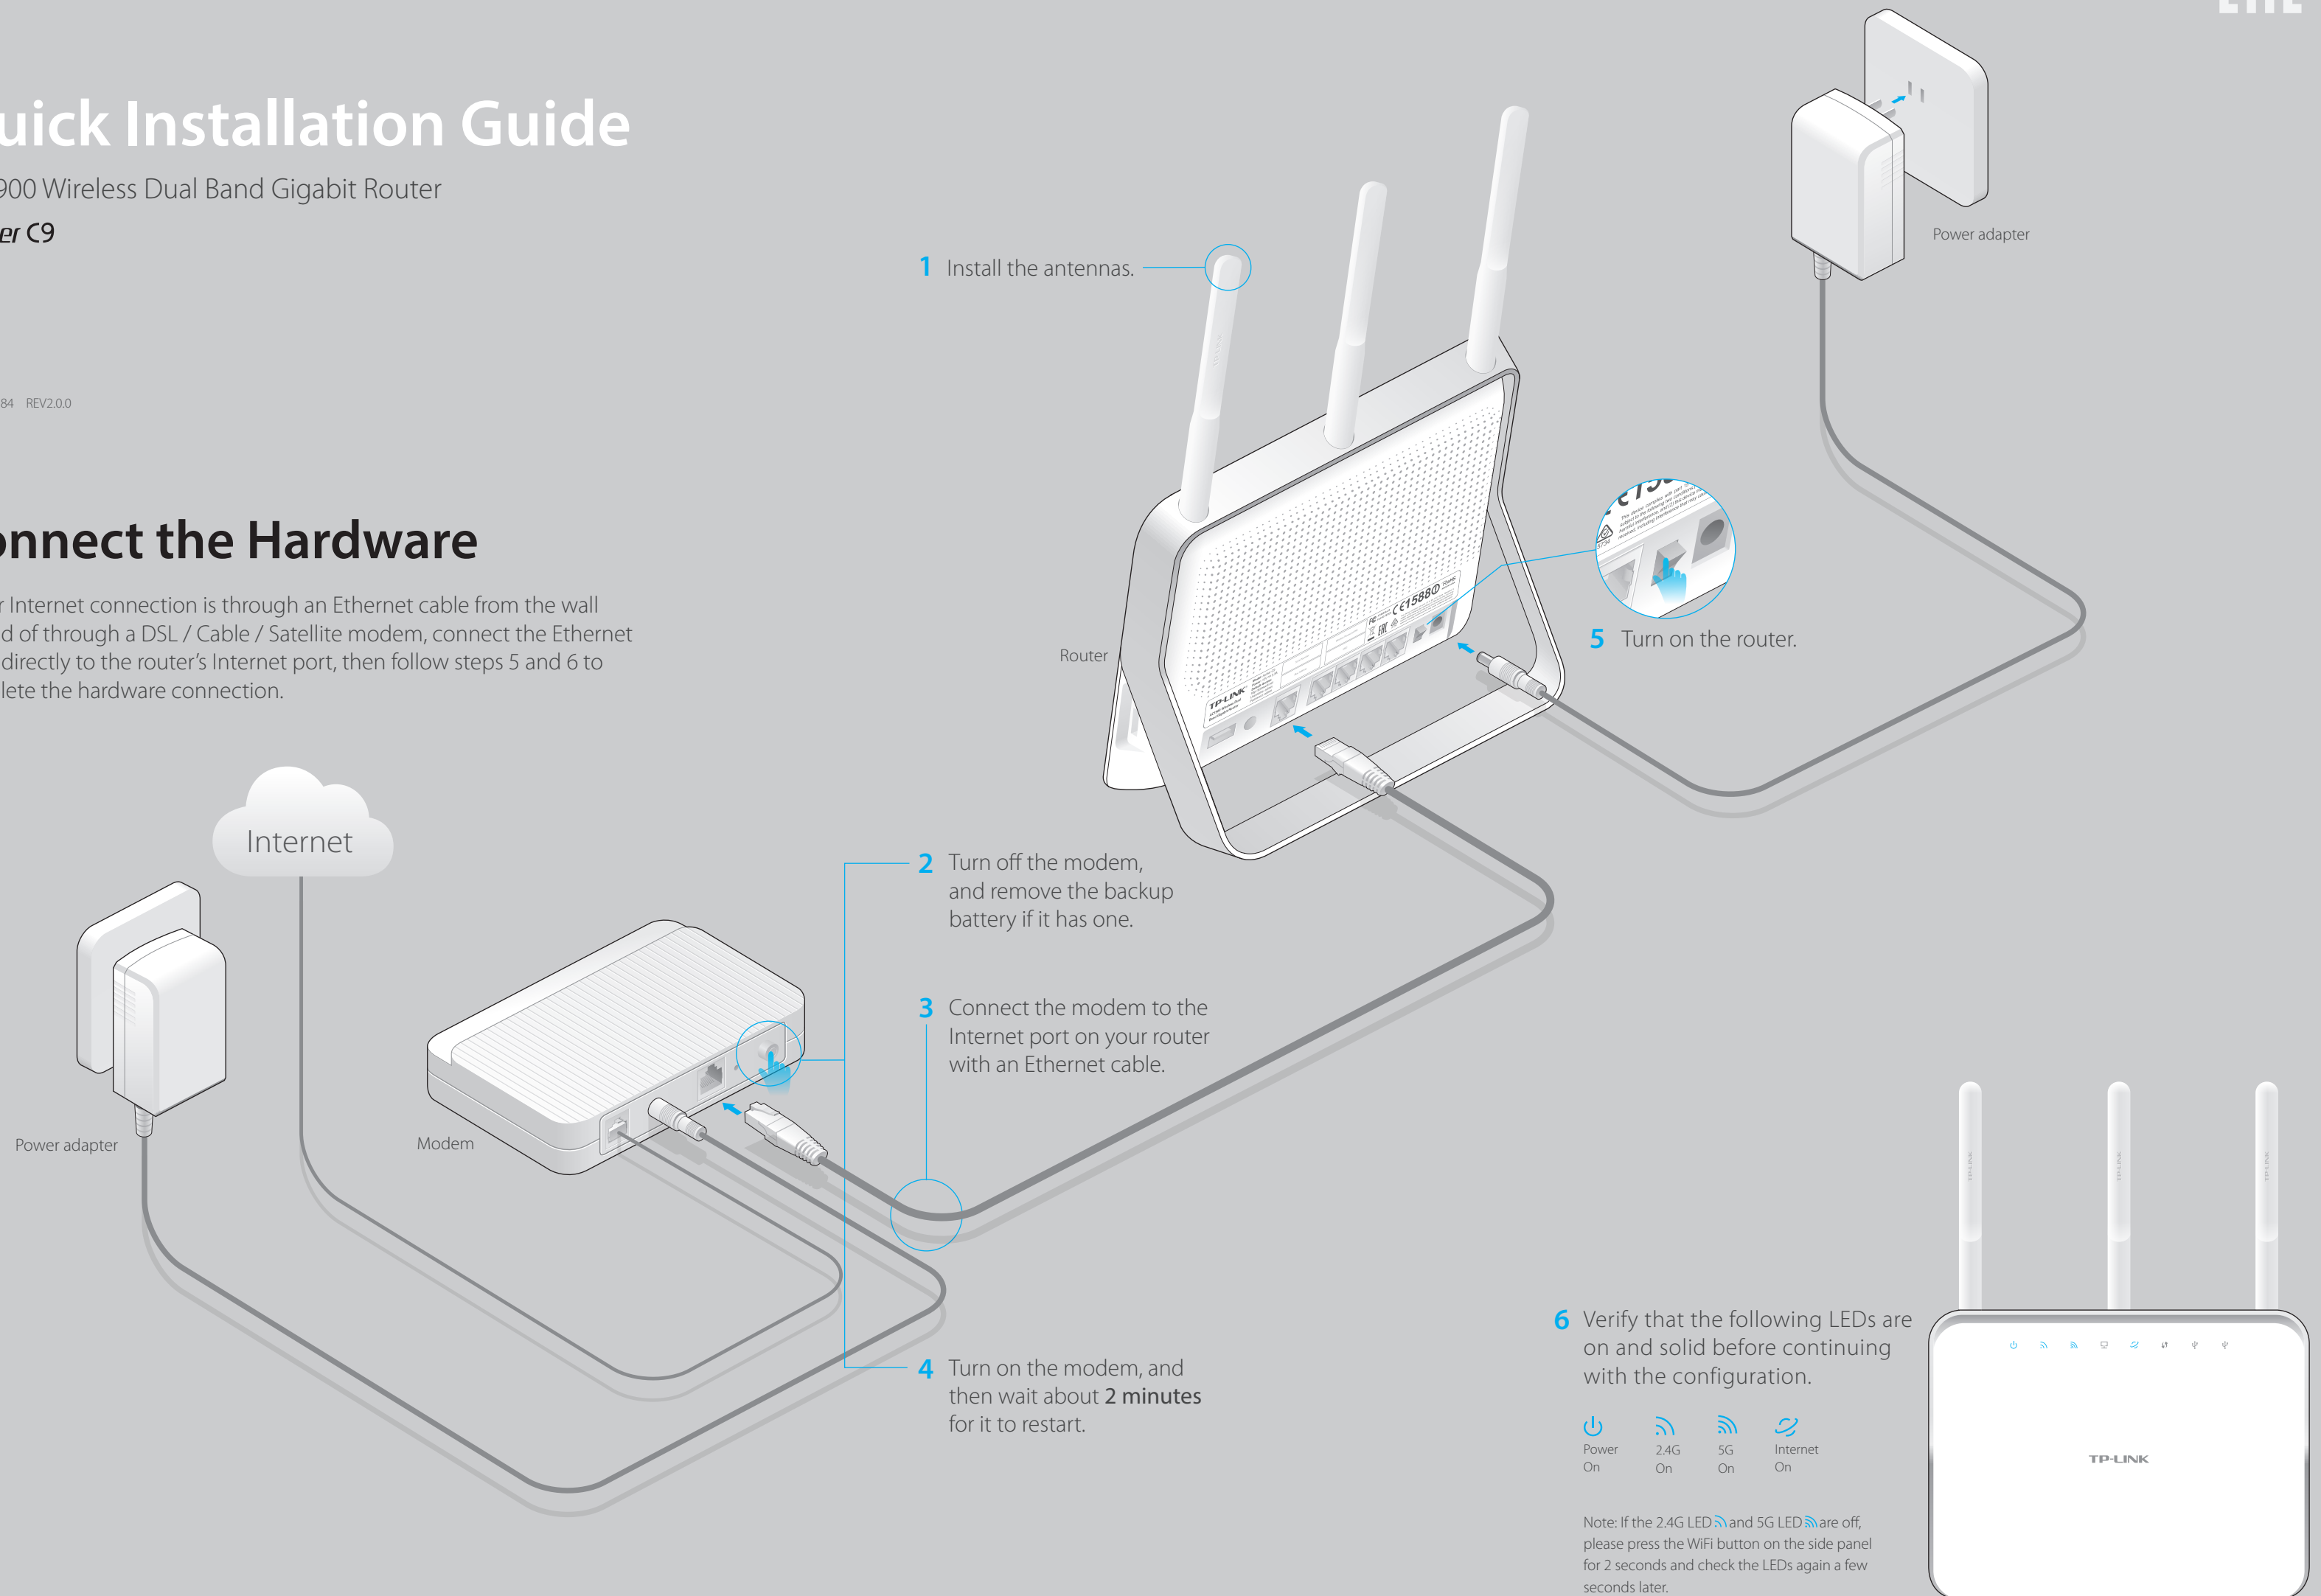 uick Installation Guide
900 Wireless Dual Band Gigabit Router
er C9
84 REV2.0.0
onnect the Hardware
r Internet connection is through an Ethernet cable from the wall
d of through a DSL / Cable / Satellite modem, connect the Ethernet
directly to the router's Internet port, then follow steps 5 and 6 to
lete the hardware connection.
1 Install the antennas.
Power adapter
Router
5 Turn on the router.
TP-LINK
CE1588
Internet
2 Turn off the modem,
and remove the backup
battery if it has one.
3 Connect the modem to the
Internet port on your router
with an Ethernet cable.
Power adapter
Modem
4 Turn on the modem, and
then wait about 2 minutes
for it to restart.
6 Verify that the following LEDs are
on and solid before continuing
with the configuration.
Power On
2.4G On
5G On
Internet On
Note: If the 2.4G LED and 5G LED are off,
please press the WiFi button on the side panel
for 2 seconds and check the LEDs again a few
seconds later.
TP-LINK
TP-LINK
TP-LINK
TP-LINK